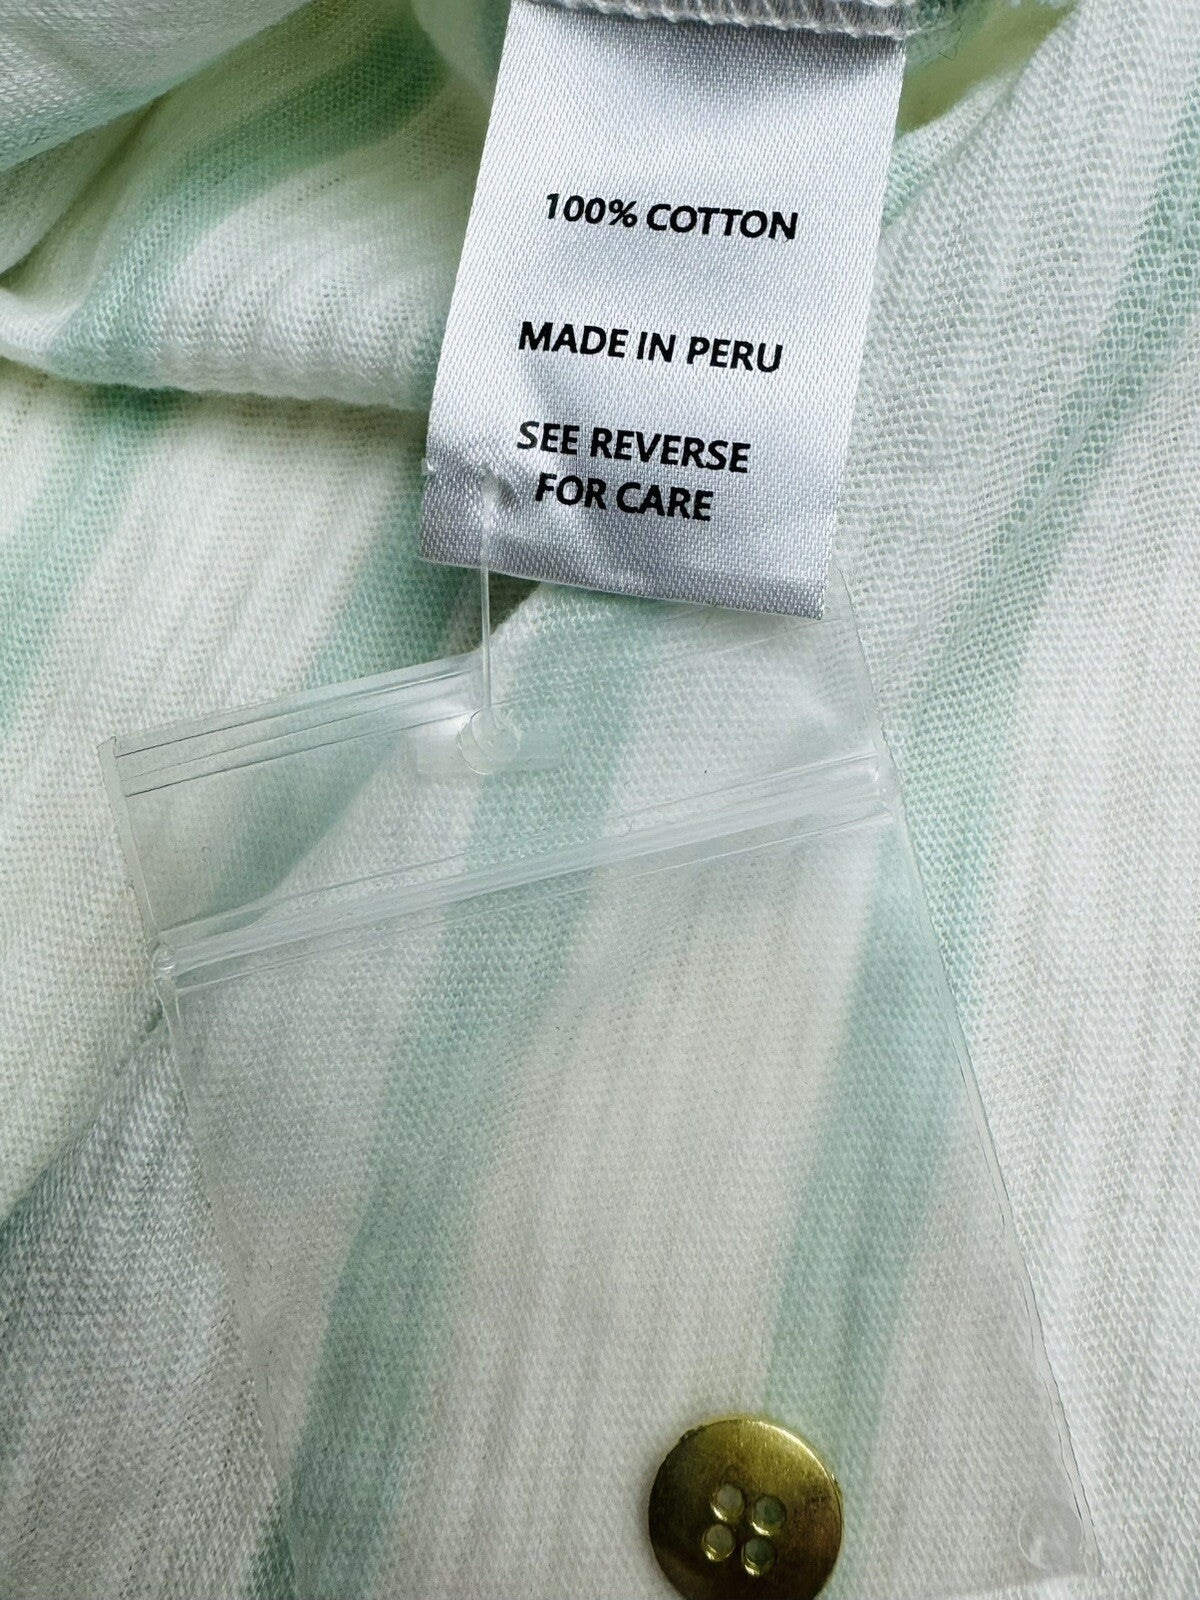 100% COTTON
MADE IN PERU
SEE REVERSE
FOR CARE